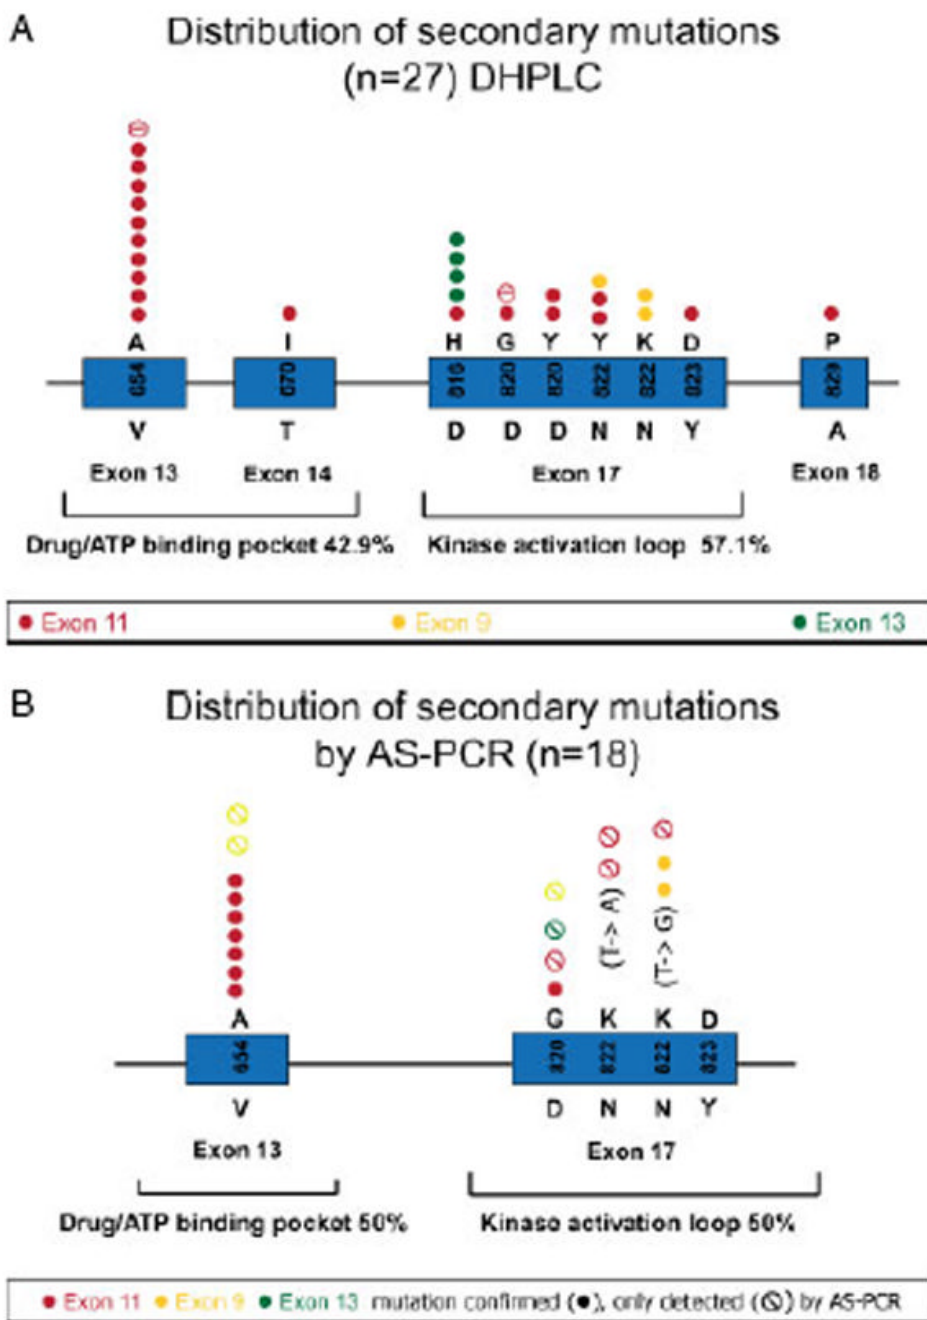 A
Distribution of secondary mutations
(n=27) DHPLC
A I H G Y Y K D P
654 670 816 820 820 822 822 823 829
V T D D D N N Y A
Exon 13 Exon 14 Exon 17 Exon 18
Drug/ATP binding pocket 42.9% Kinase activation loop 57.1%
Exon 11 Exon 9 Exon 13
B
Distribution of secondary mutations
by AS-PCR (n=18)
(T-> A) (T-> G)
A G K K D
654 820 822 822 823
V D N N Y
Exon 13 Exon 17
Drug/ATP binding pocket 50% Kinase activation loop 50%
Exon 11 Exon 9 Exon 13 mutation confirmed (●), only detected (⦸) by AS-PCR